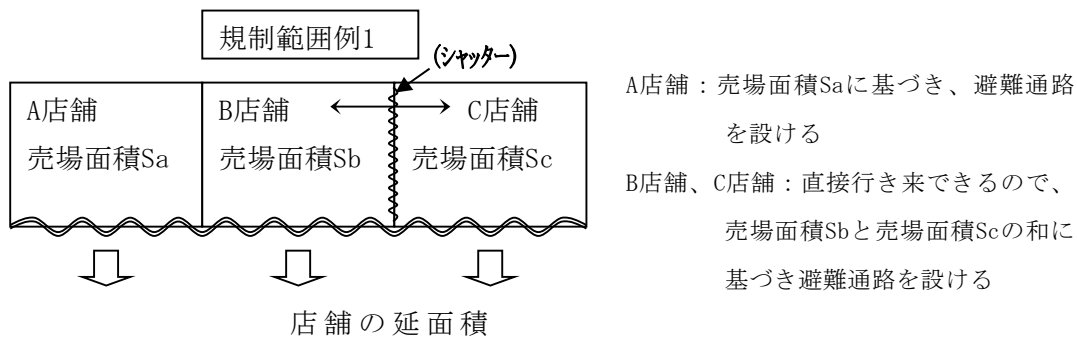 規制範囲例1
(シャッター)
A店舗
売場面積Sa
B店舗
売場面積Sb
C店舗
売場面積Sc
店舗の延面積
A店舗：売場面積Saに基づき、避難通路
を設ける
B店舗、C店舗：直接行き来できるので、
売場面積Sbと売場面積Scの和に
基づき避難通路を設ける